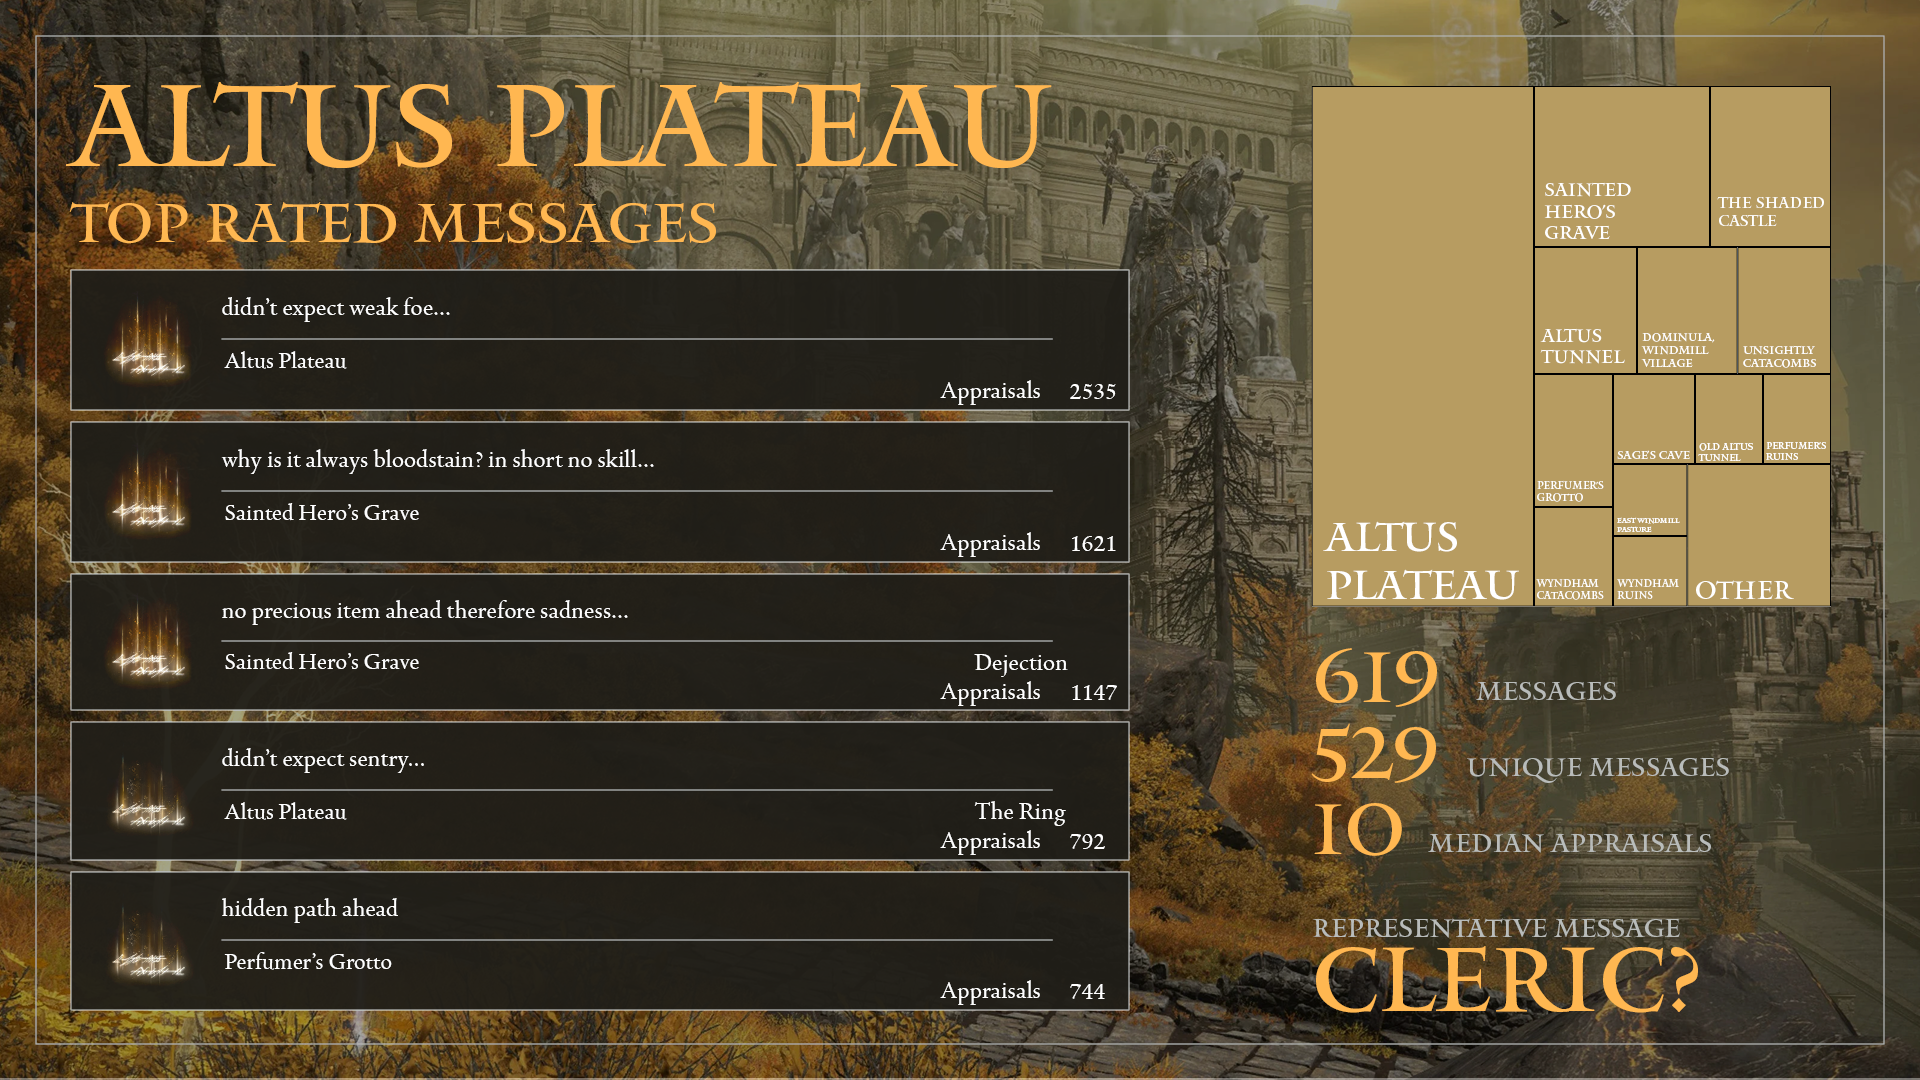 ALTUS PLATEAU
TOP RATED MESSAGES
didn't expect weak foe...
Altus Plateau
Appraisals 2535
why is it always bloodstain? in short no skill...
Sainted Hero's Grave
Appraisals 1621
no precious item ahead therefore sadness...
Sainted Hero's Grave
Dejection
Appraisals 1147
didn't expect sentry...
Altus Plateau
The Ring
Appraisals 792
hidden path ahead
Perfumer's Grotto
Appraisals 744
ALTUS
PLATEAU
SAINTED
HERO'S
GRAVE
THE SHADED
CASTLE
ALTUS
TUNNEL
DOMINULA,
WINDMILL
VILLAGE
UNSIGHTLY
CATACOMBS
PERFUMER'S
GROTTO
SAGE'S CAVE
OLD ALTUS
TUNNEL
PERFUMER'S
RUINS
EAST WINDMILL
PASTURE
WYNDHAM
CATACOMBS
WYNDHAM
RUINS
OTHER
619 MESSAGES
529 UNIQUE MESSAGES
10 MEDIAN APPRAISALS
REPRESENTATIVE MESSAGE
CLERIC?